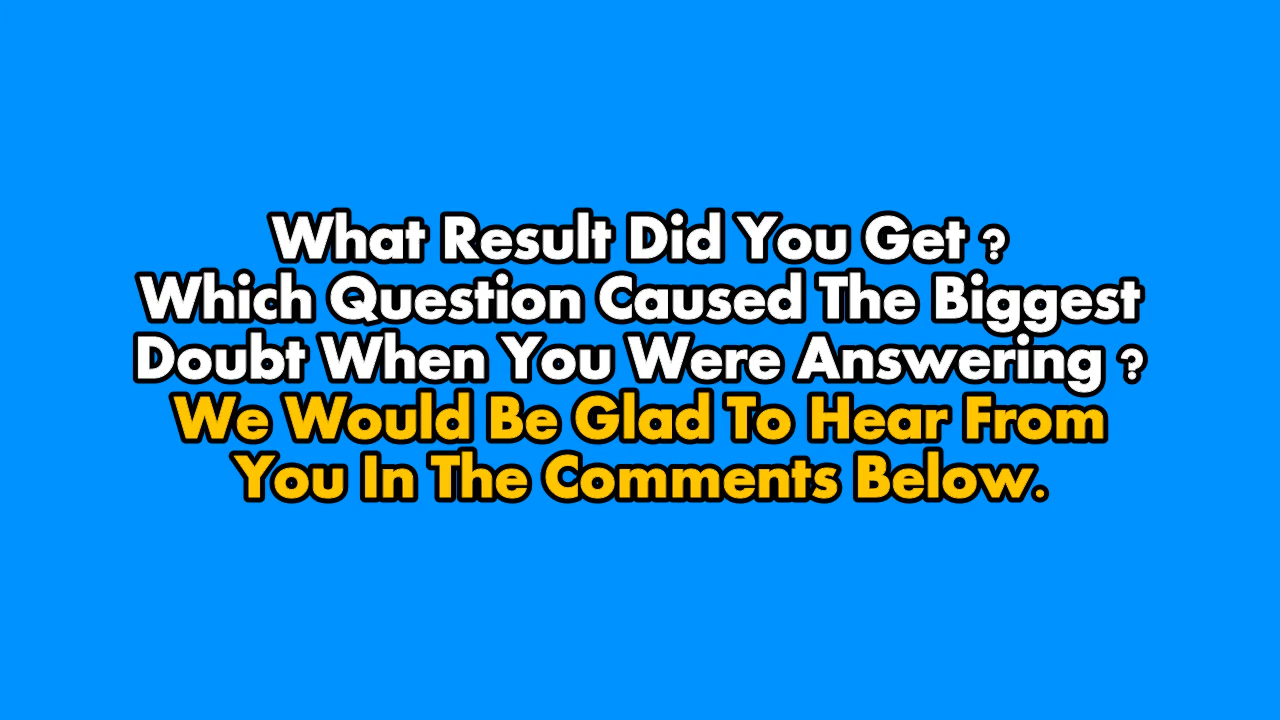 What Result Did You Get ?
Which Question Caused The Biggest
Doubt When You Were Answering ?
We Would Be Glad To Hear From
You In The Comments Below.